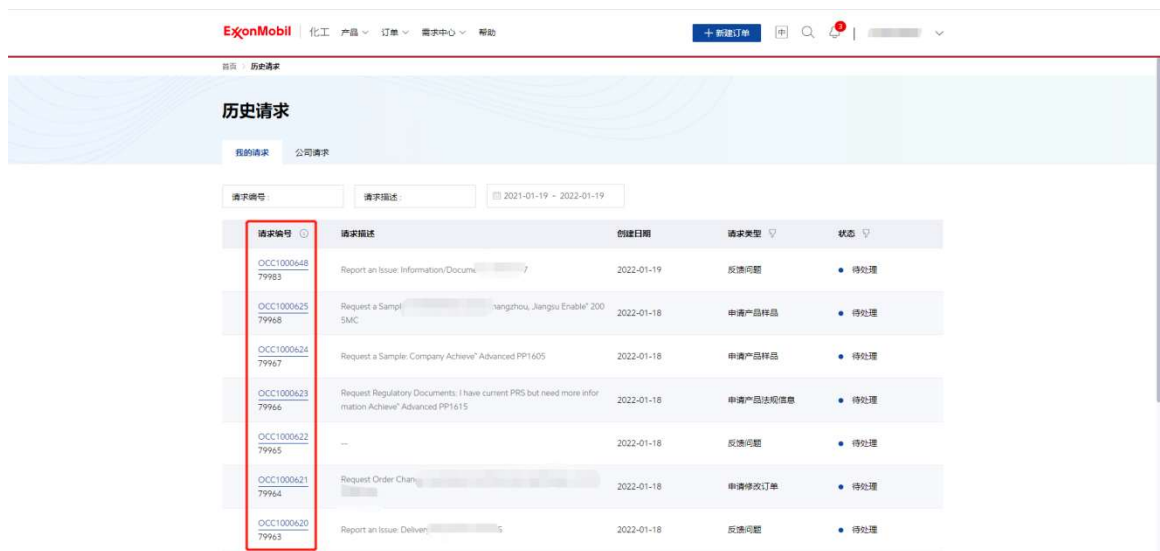 ExxonMobil 化工 产品 订单 需求中心 帮助 + 新建订单 中 3
首页 历史请求
历史请求
我的请求 公司请求
请求编号 : 请求描述 : 2021-01-19 - 2022-01-19
请求编号 请求描述 创建日期 请求类型 状态
OCC1000648
79983
Report an Issue: Information/Docume 2022-01-19 反馈问题 待处理
OCC1000625
79968
Request a Sampl Jiangsu Enable" 200
5MC
2022-01-18 申请产品样品 待处理
OCC1000624
79967
Request a Sample: Company Achieve" Advanced PP1605 2022-01-18 申请产品样品 待处理
OCC1000623
79966
Request Regulatory Documents: I have current PRS but need more infor
mation Achieve" Advanced PP1615
2022-01-18 申请产品法规信息 待处理
OCC1000622
79965
-- 2022-01-18 反馈问题 待处理
OCC1000621
79964
Request Order Chan 2022-01-18 申请修改订单 待处理
OCC1000620
79963
Report an Issue: Deliver 5 2022-01-18 反馈问题 待处理